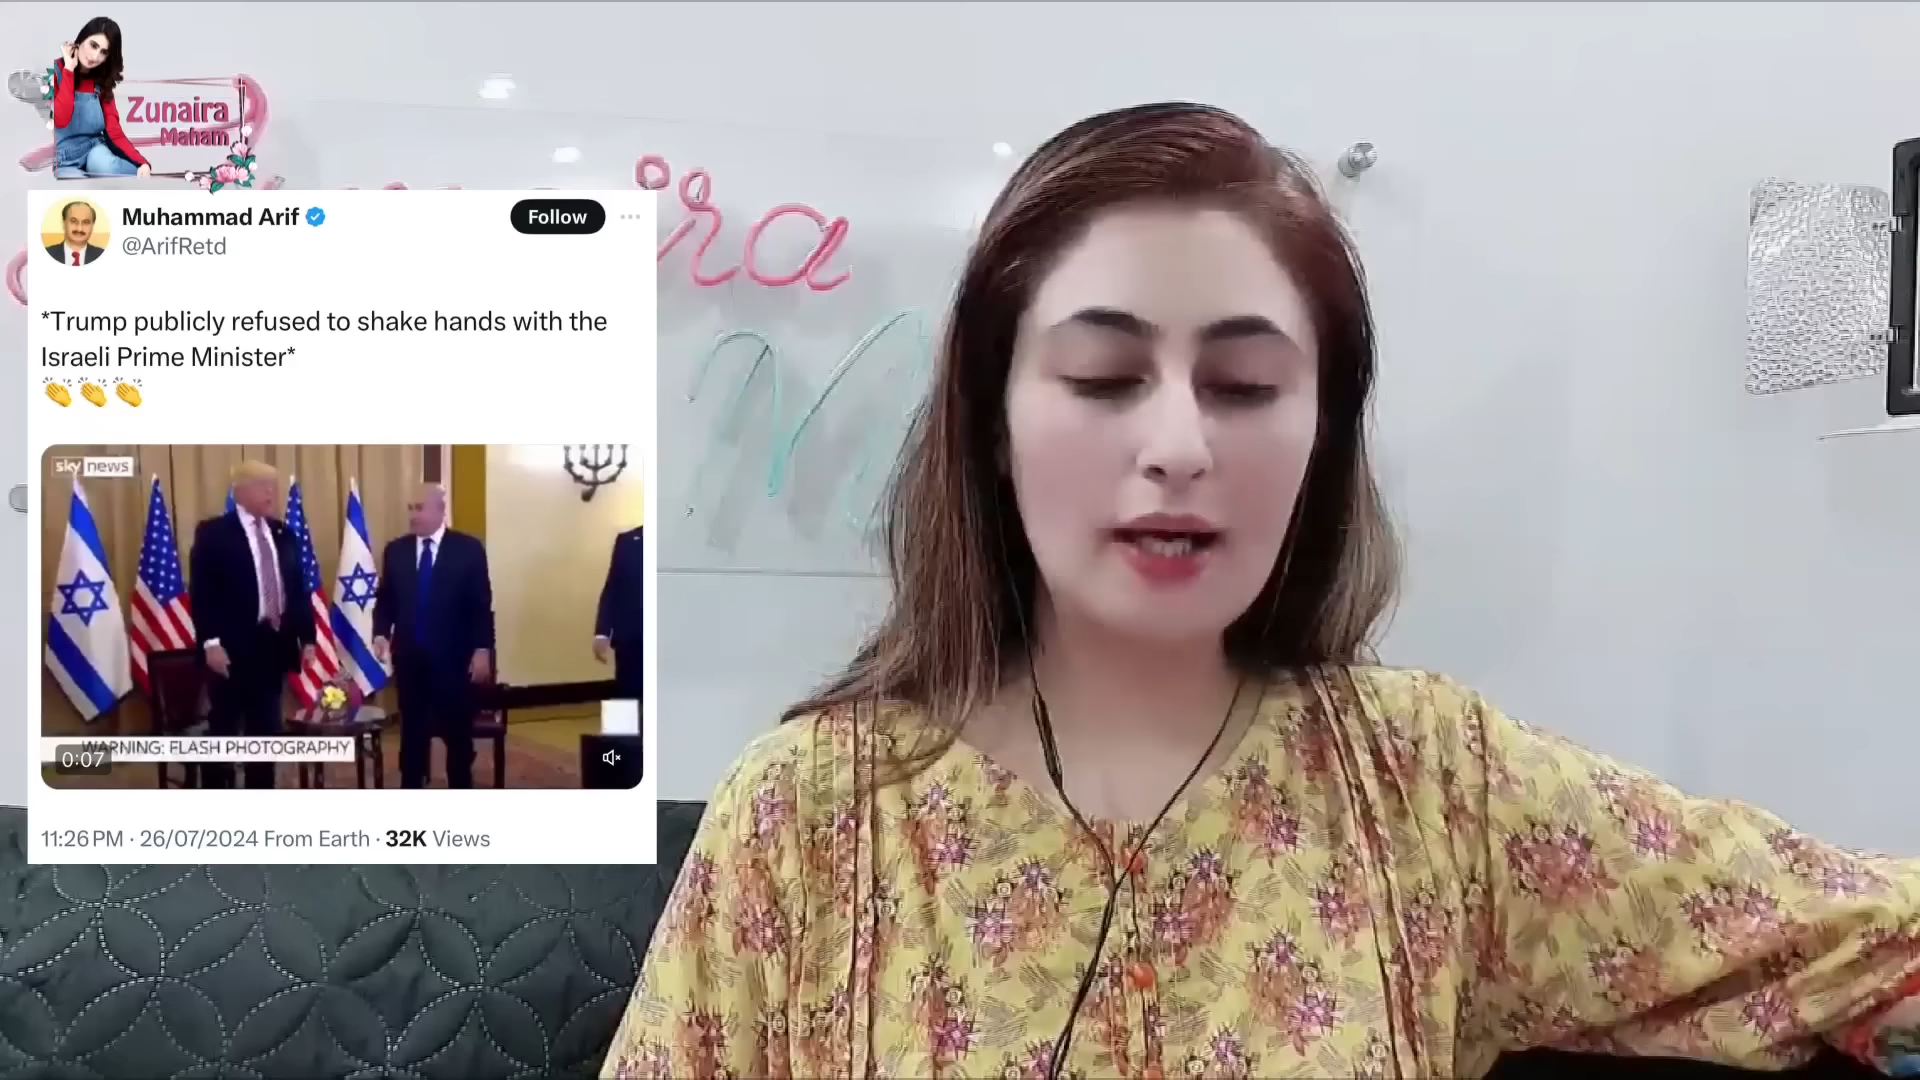 Zunaira
Maham
Muhammad Arif
Follow
@ArifRetd
*Trump publicly refused to shake hands with the
Israeli Prime Minister*
👏👏👏
sky news
WARNING: FLASH PHOTOGRAPHY
0:07
11:26 PM · 26/07/2024 From Earth · 32K Views
ira
M